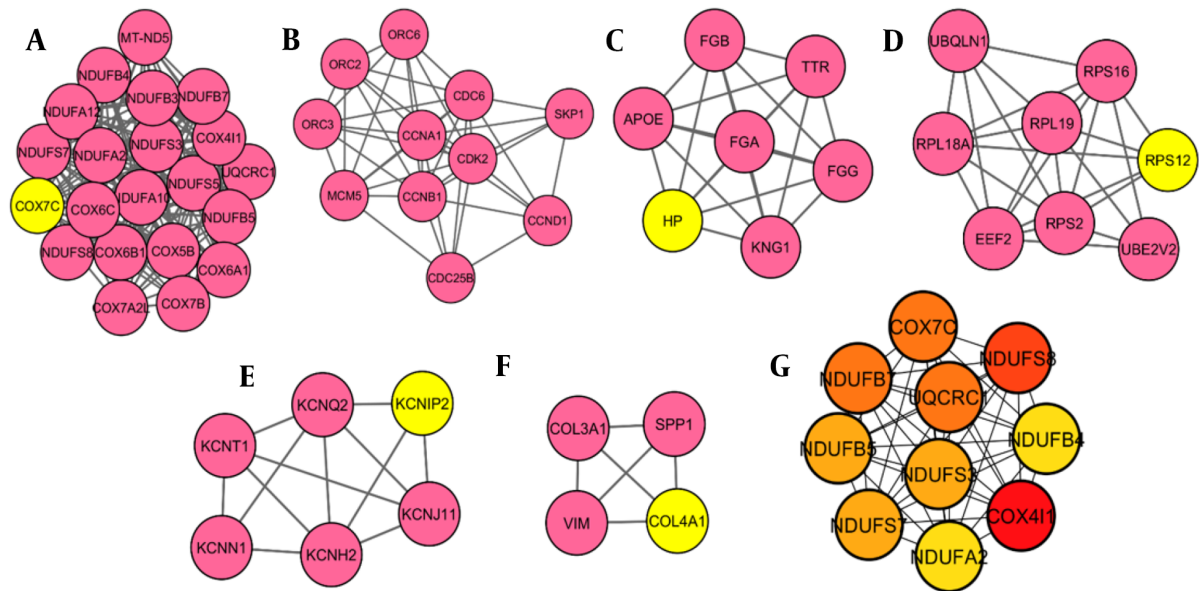 A
MT-ND5
NDUFB4
NDUFB3
NDUFB7
NDUFA12
COX4I1
NDUFS7
NDUFA2
NDUFS3
UQCRC1
NDUFS5
COX7C
COX6C
NDUFA10
NDUFB5
NDUFS8
COX6B1
COX5B
COX6A1
COX7A2L
COX7B
B
ORC6
ORC2
CDC6
SKP1
ORC3
CCNA1
CDK2
MCM5
CCNB1
CCND1
CDC25B
C
FGB
TTR
APOE
FGA
FGG
HP
KNG1
D
UBQLN1
RPS16
RPL19
RPL18A
RPS12
RPS2
EEF2
UBE2V2
E
KCNQ2
KCNIP2
KCNT1
KCNJ11
KCNN1
KCNH2
F
COL3A1
SPP1
VIM
COL4A1
G
COX7C
NDUFS8
NDUFB7
UQCRC1
NDUFB4
NDUFB5
NDUFS3
COX4I1
NDUFS7
NDUFA2